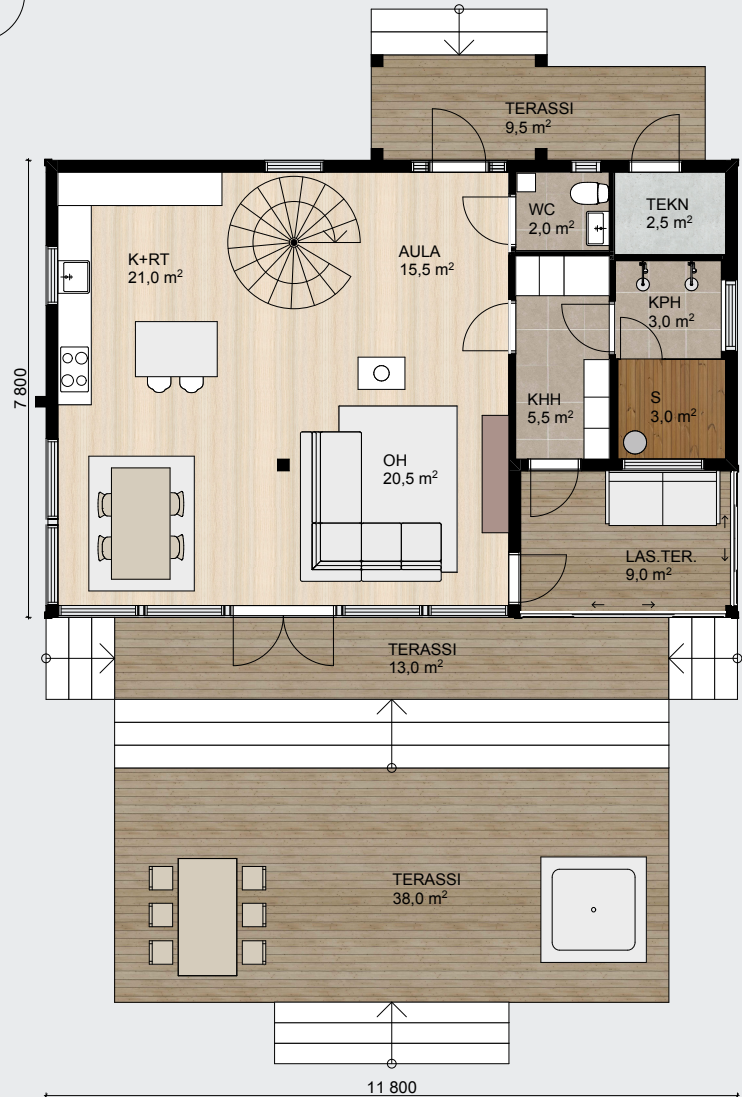 TERASSI
9,5 m²
WC
2,0 m²
TEKN
2,5 m²
K+RT
21,0 m²
AULA
15,5 m²
KPH
3,0 m²
7 800
KHH
5,5 m²
S
3,0 m²
OH
20,5 m²
LAS.TER.
9,0 m²
TERASSI
13,0 m²
TERASSI
38,0 m²
11 800